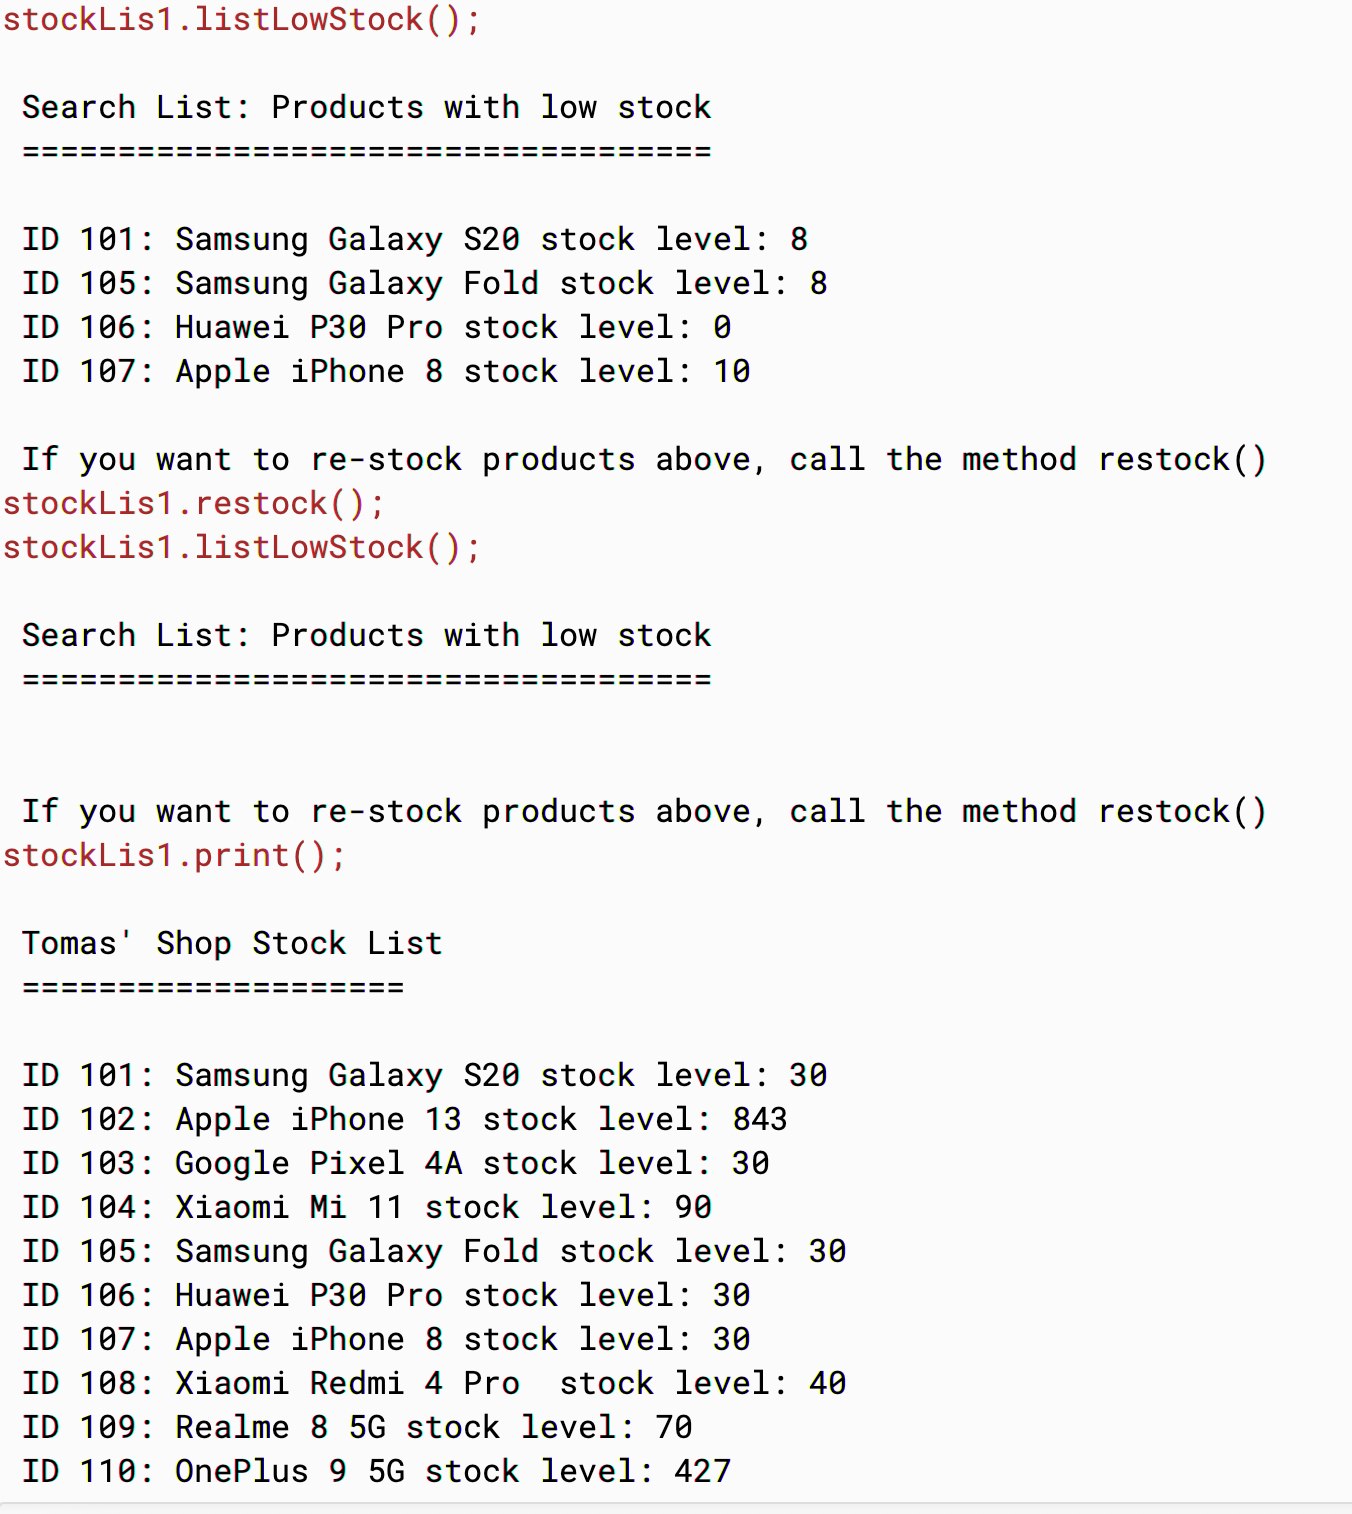 stockLis1.listLowStock();
Search List: Products with low stock
====================================
ID 101: Samsung Galaxy S20 stock level: 8
ID 105: Samsung Galaxy Fold stock level: 8
ID 106: Huawei P30 Pro stock level: 0
ID 107: Apple iPhone 8 stock level: 10
If you want to re-stock products above, call the method restock()
stockLis1.restock();
stockLis1.listLowStock();
Search List: Products with low stock
====================================
If you want to re-stock products above, call the method restock()
stockLis1.print();
Tomas' Shop Stock List
====================
ID 101: Samsung Galaxy S20 stock level: 30
ID 102: Apple iPhone 13 stock level: 843
ID 103: Google Pixel 4A stock level: 30
ID 104: Xiaomi Mi 11 stock level: 90
ID 105: Samsung Galaxy Fold stock level: 30
ID 106: Huawei P30 Pro stock level: 30
ID 107: Apple iPhone 8 stock level: 30
ID 108: Xiaomi Redmi 4 Pro  stock level: 40
ID 109: Realme 8 5G stock level: 70
ID 110: OnePlus 9 5G stock level: 427